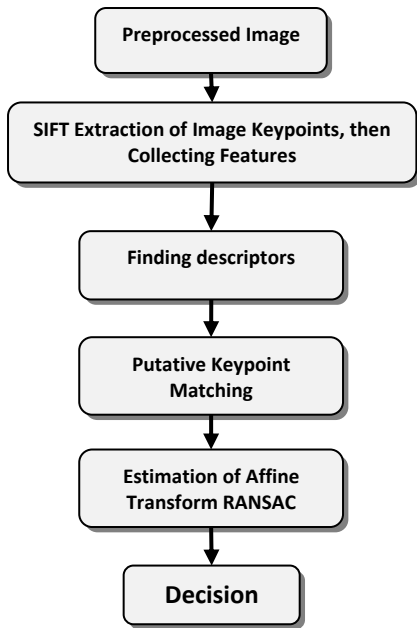 Preprocessed Image
SIFT Extraction of Image Keypoints, then
Collecting Features
Finding descriptors
Putative Keypoint
Matching
Estimation of Affine
Transform RANSAC
Decision